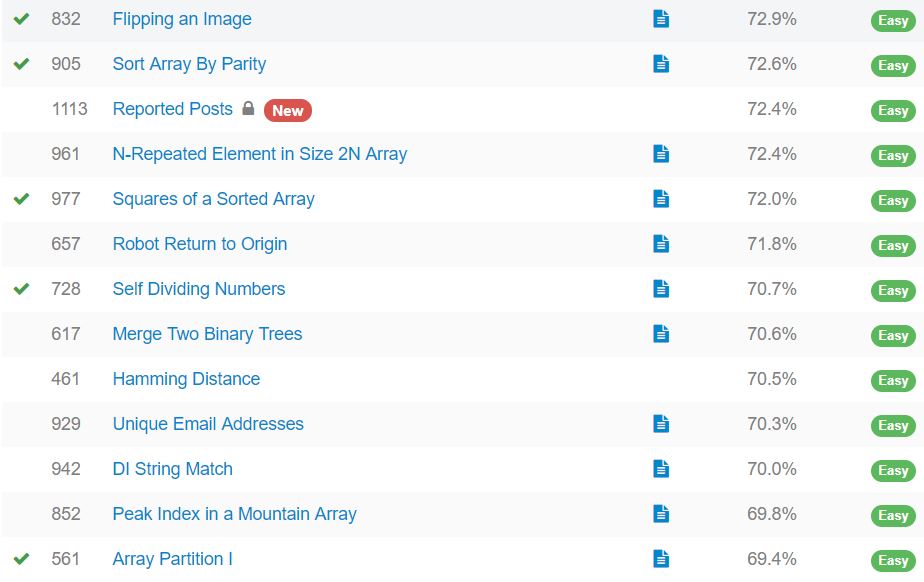 832 Flipping an Image 72.9% Easy
905 Sort Array By Parity 72.6% Easy
1113 Reported Posts New 72.4% Easy
961 N-Repeated Element in Size 2N Array 72.4% Easy
977 Squares of a Sorted Array 72.0% Easy
657 Robot Return to Origin 71.8% Easy
728 Self Dividing Numbers 70.7% Easy
617 Merge Two Binary Trees 70.6% Easy
461 Hamming Distance 70.5% Easy
929 Unique Email Addresses 70.3% Easy
942 DI String Match 70.0% Easy
852 Peak Index in a Mountain Array 69.8% Easy
561 Array Partition I 69.4% Easy